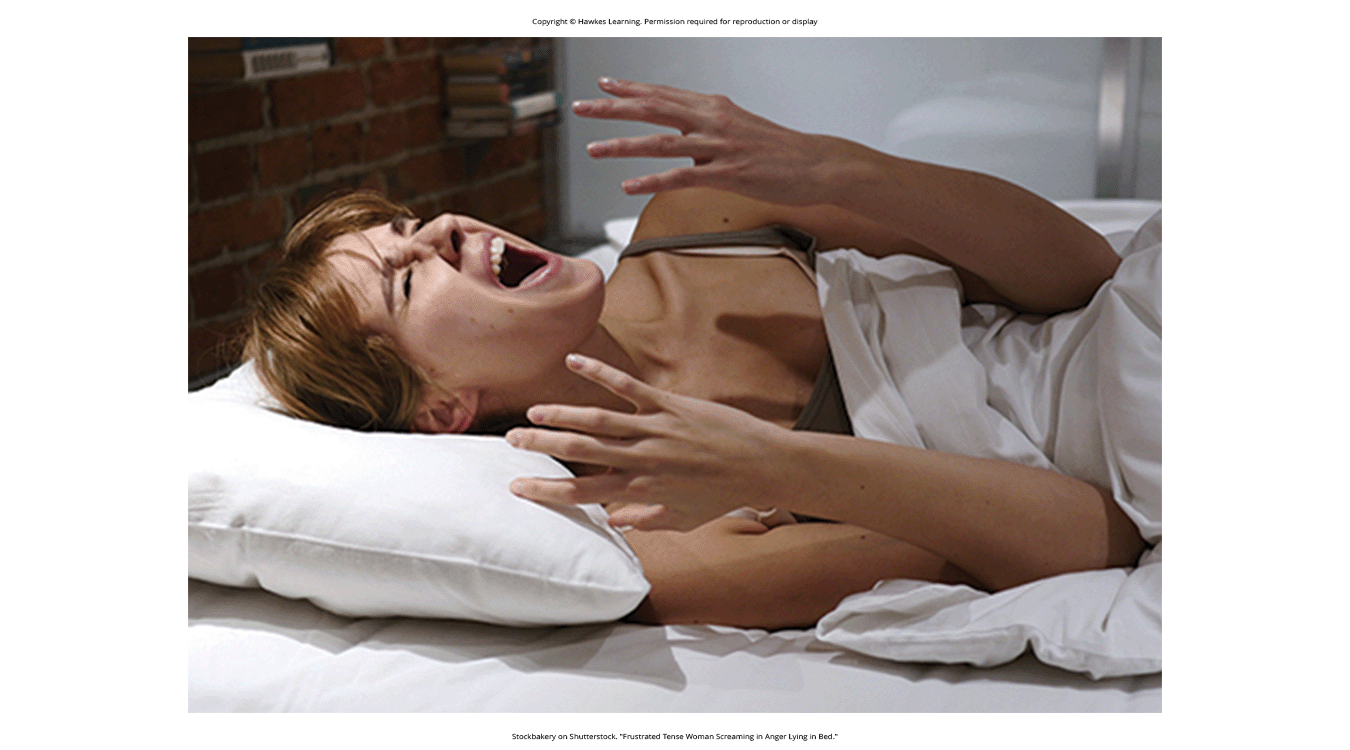 Copyright © Hawkes Learning. Permission required for reproduction or display
Stockbakery on Shutterstock. "Frustrated Tense Woman Screaming in Anger Lying in Bed."